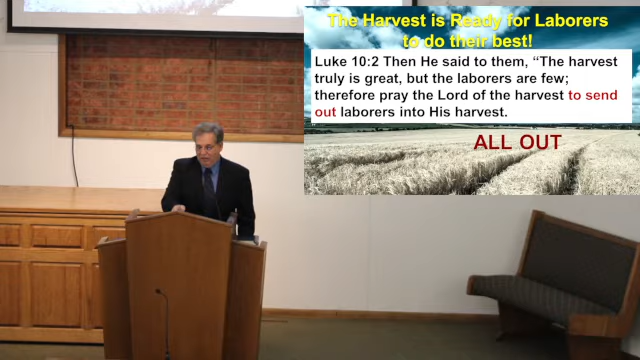 The Harvest is Ready for Laborers
to do their best!
Luke 10:2 Then He said to them, “The harvest
truly is great, but the laborers are few;
therefore pray the Lord of the harvest to send
out laborers into His harvest.
ALL OUT